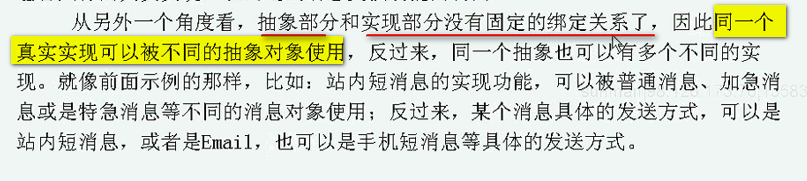 从另外一个角度看，抽象部分和实现部分没有固定的绑定关系了，因此同一个
真实实现可以被不同的抽象对象使用，反过来，同一个抽象也可以有多个不同的实
现。就像前面示例的那样，比如：站内短消息的实现功能，可以被普通消息、加急消
息或是特急消息等不同的消息对象使用；反过来，某个消息具体的发送方式，可以是
站内短消息，或者是Email，也可以是手机短消息等具体的发送方式。